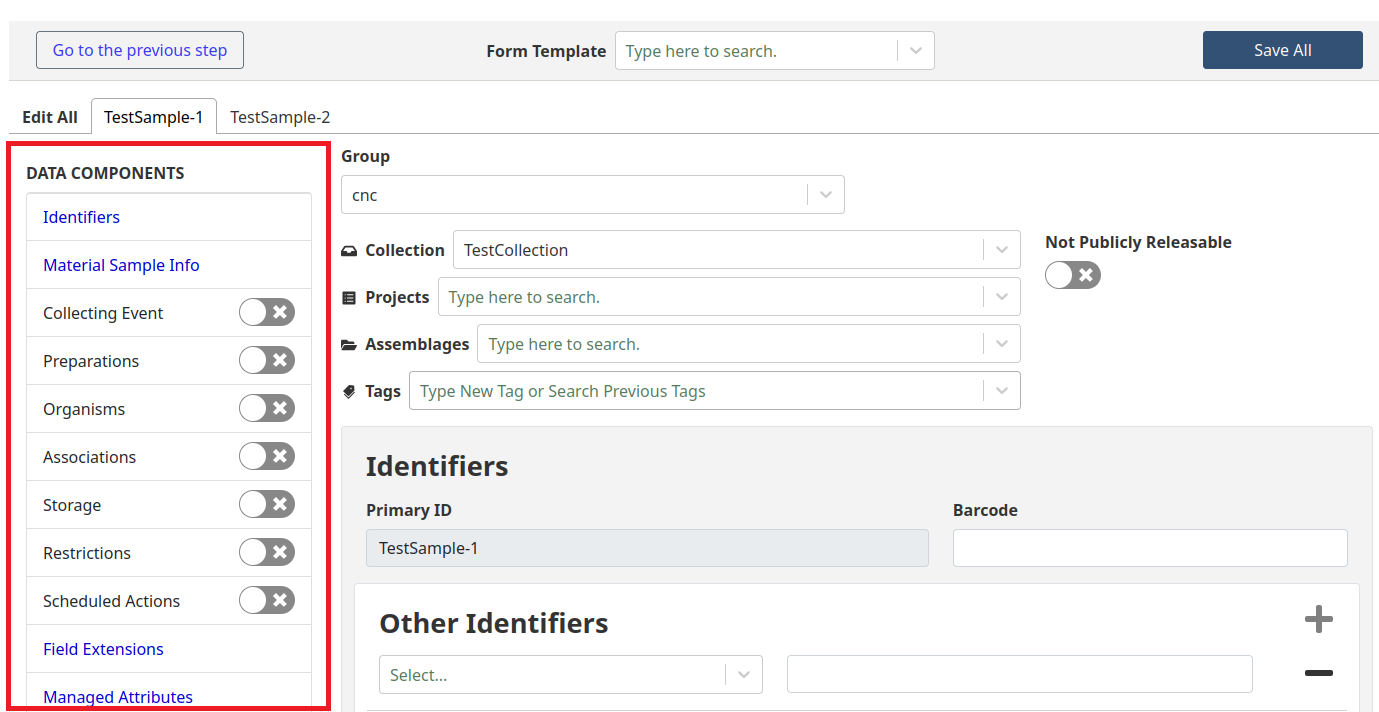 Go to the previous step
Form Template Type here to search.
Save All
Edit All TestSample-1 TestSample-2
DATA COMPONENTS
Identifiers
Material Sample Info
Collecting Event
Preparations
Organisms
Associations
Storage
Restrictions
Scheduled Actions
Field Extensions
Managed Attributes
Group
cnc
Collection TestCollection
Not Publicly Releasable
Projects Type here to search.
Assemblages Type here to search.
Tags Type New Tag or Search Previous Tags
Identifiers
Primary ID
TestSample-1
Barcode
Other Identifiers
Select...